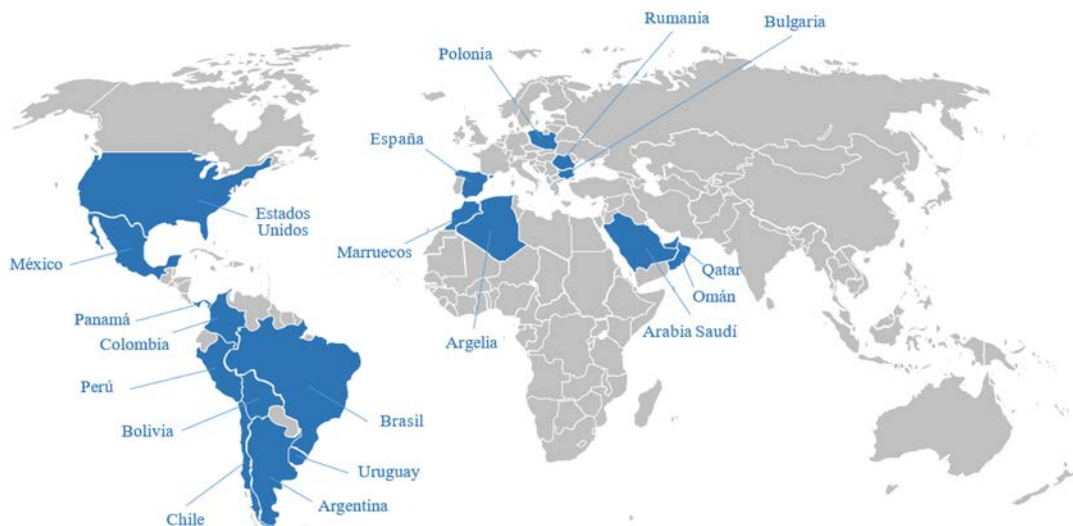 Rumania
Bulgaria
Polonia
España
Estados
Unidos
Marruecos
México
Qatar
Omán
Panamá
Argelia
Arabia Saudí
Colombia
Perú
Brasil
Bolivia
Uruguay
Argentina
Chile